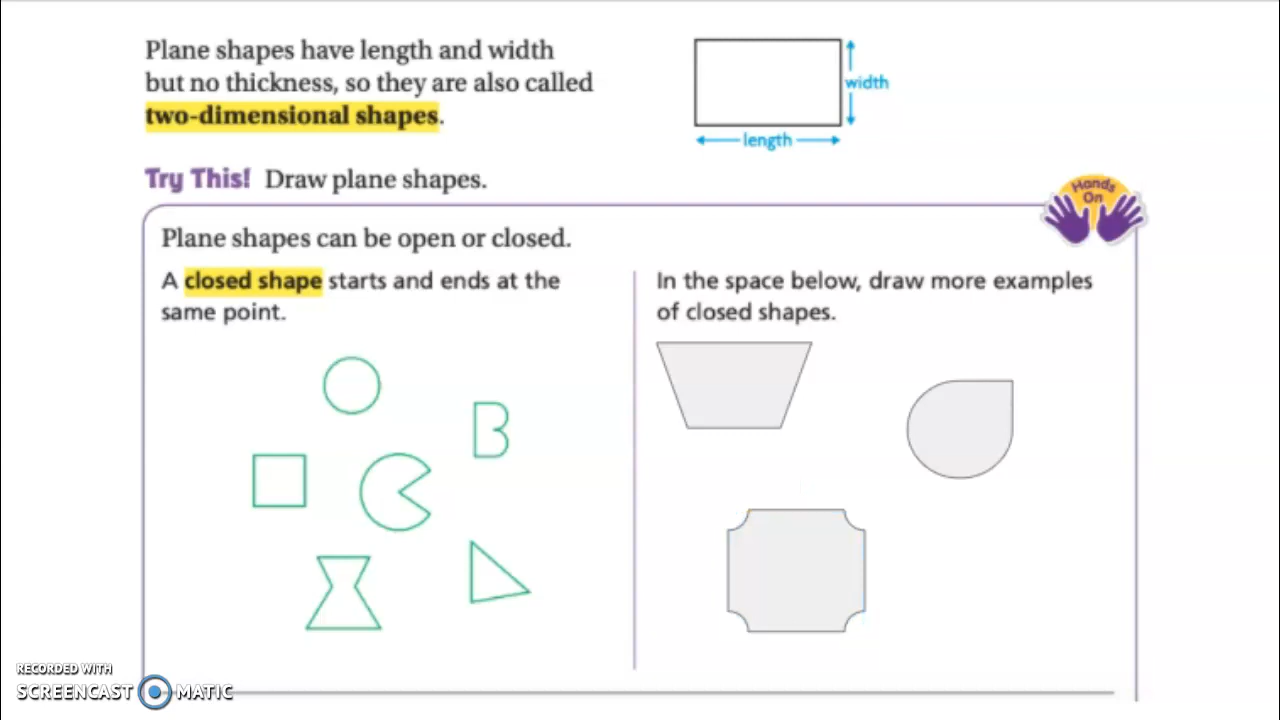 Plane shapes have length and width
but no thickness, so they are also called
two-dimensional shapes.
width
length
Try This! Draw plane shapes.
Hands
On
Plane shapes can be open or closed.
A closed shape starts and ends at the
same point.
In the space below, draw more examples
of closed shapes.
RECORDED WITH
SCREENCAST MATIC